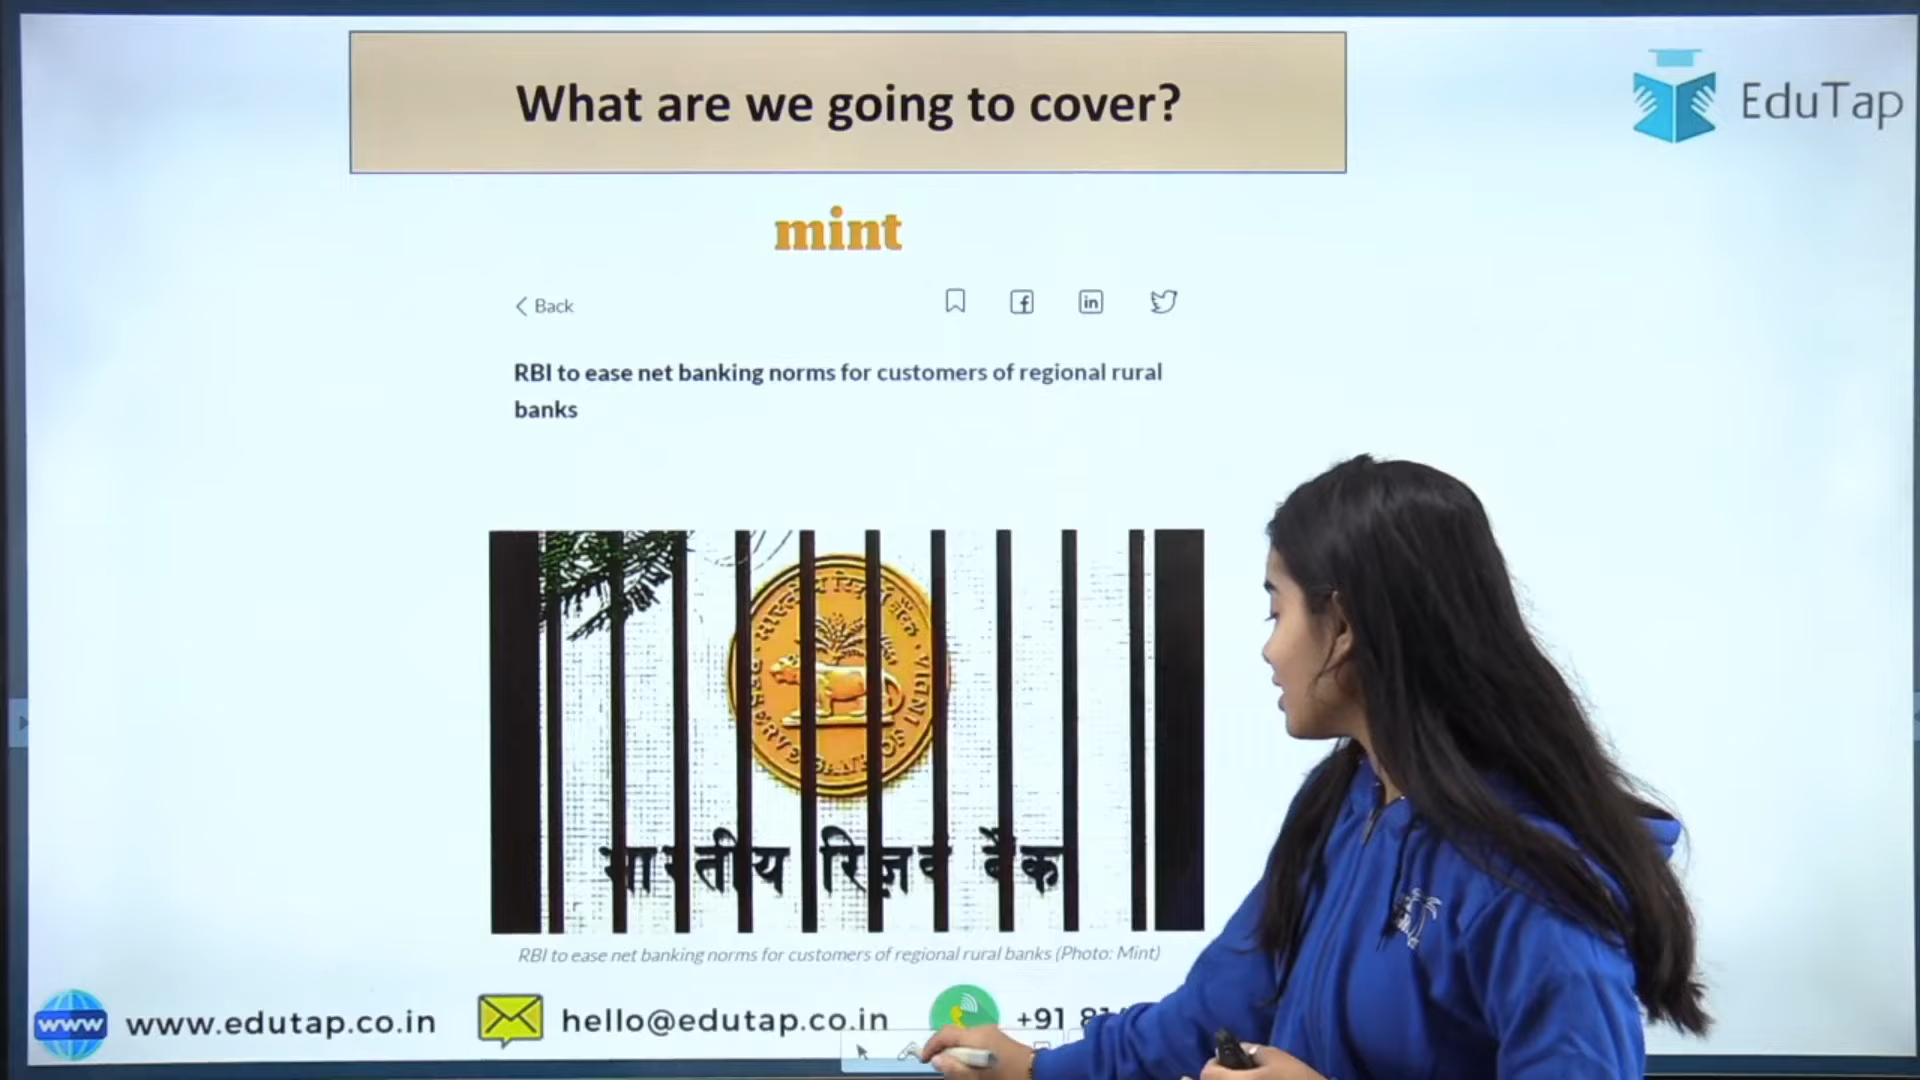 What are we going to cover?
EduTap
mint
Back
RBI to ease net banking norms for customers of regional rural
banks
भारतीय रिज़र्व बैंक
RBI to ease net banking norms for customers of regional rural banks (Photo: Mint)
www
www.edutap.co.in
hello@edutap.co.in
+91